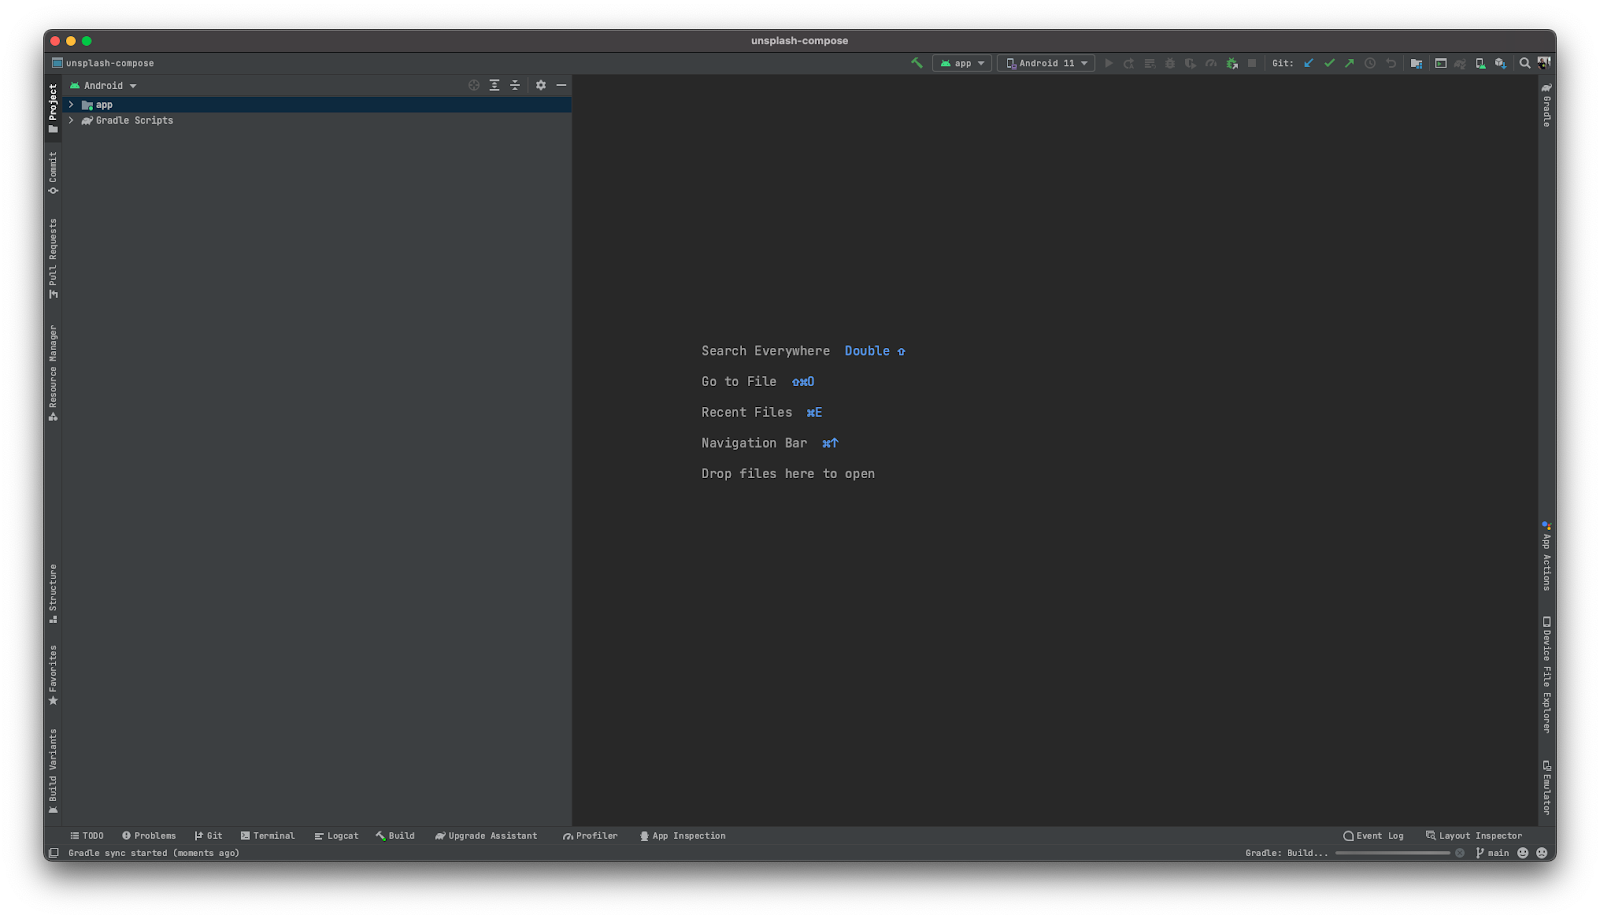 unsplash-compose
unsplash-compose
app
Android 11
Git:
Android
app
Gradle Scripts
Project
Commit
Pull Requests
Resource Manager
Structure
Favorites
Build Variants
Search Everywhere Double ⇧
Go to File ⇧⌘O
Recent Files ⌘E
Navigation Bar ⌘↑
Drop files here to open
Gradle
App Actions
Device File Explorer
Emulator
TODO Problems Git Terminal Logcat Build Upgrade Assistant Profiler App Inspection Event Log Layout Inspector
Gradle sync started (moments ago) Gradle: Build... main